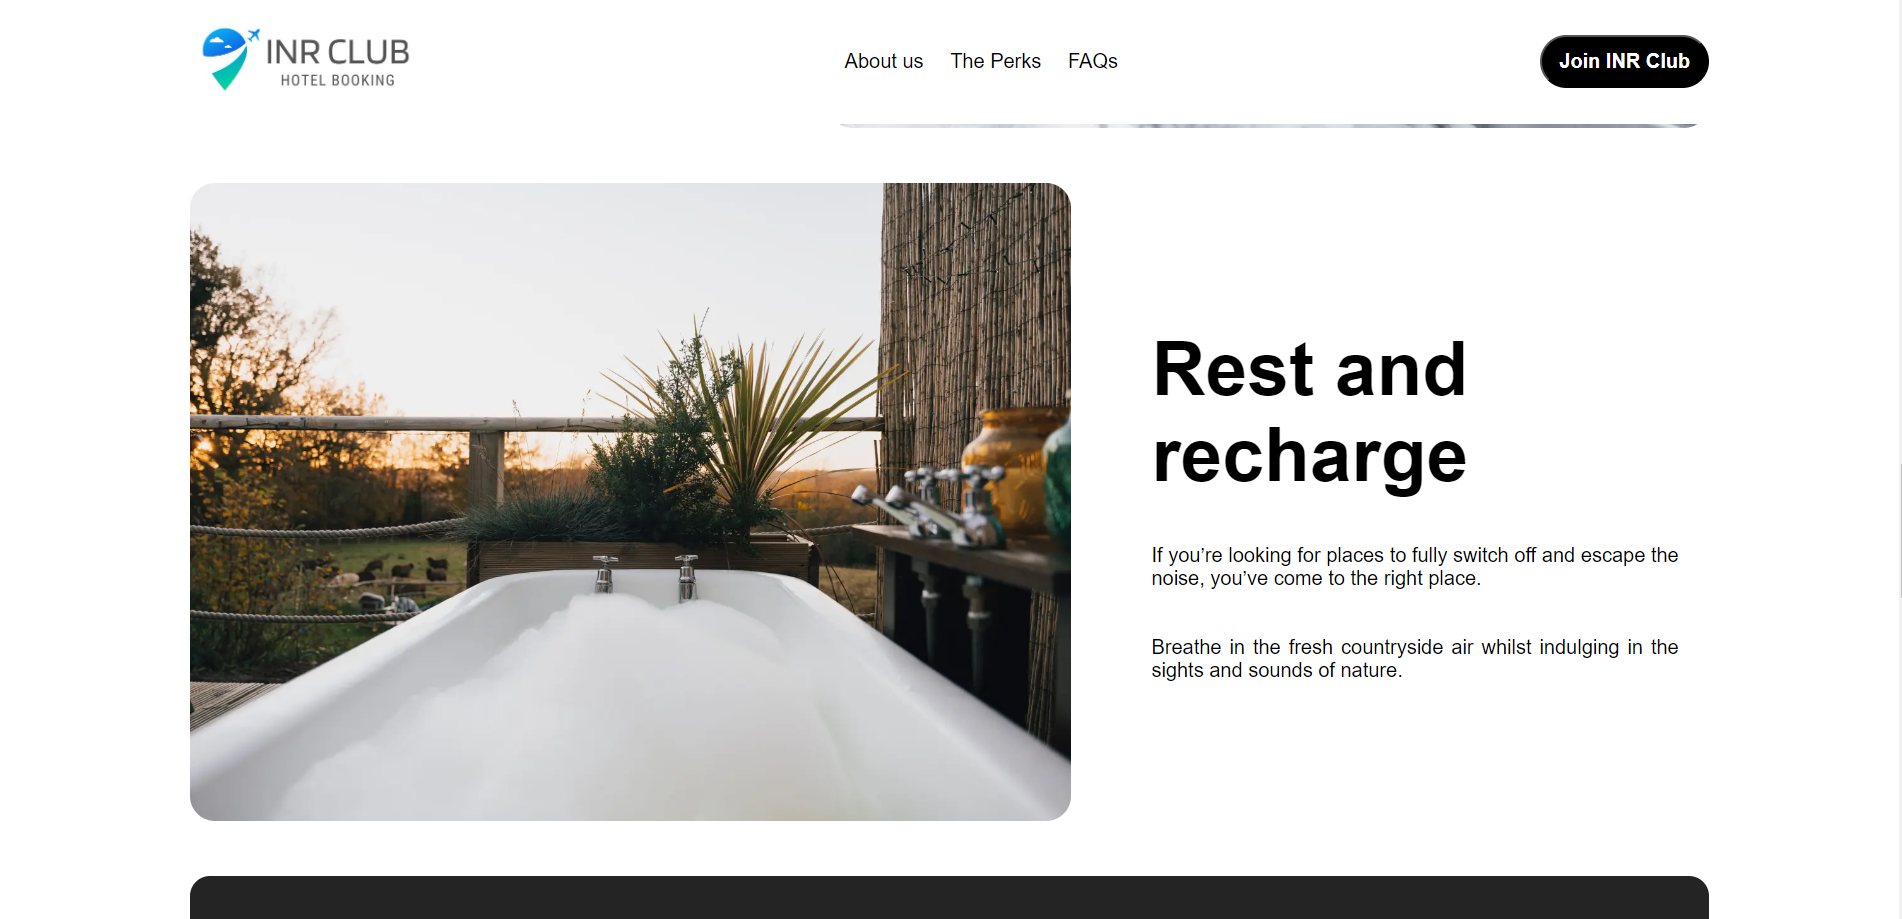 INR CLUB
HOTEL BOOKING
About us
The Perks
FAQs
Join INR Club
Rest and
recharge
If you’re looking for places to fully switch off and escape the
noise, you’ve come to the right place.
Breathe in the fresh countryside air whilst indulging in the
sights and sounds of nature.